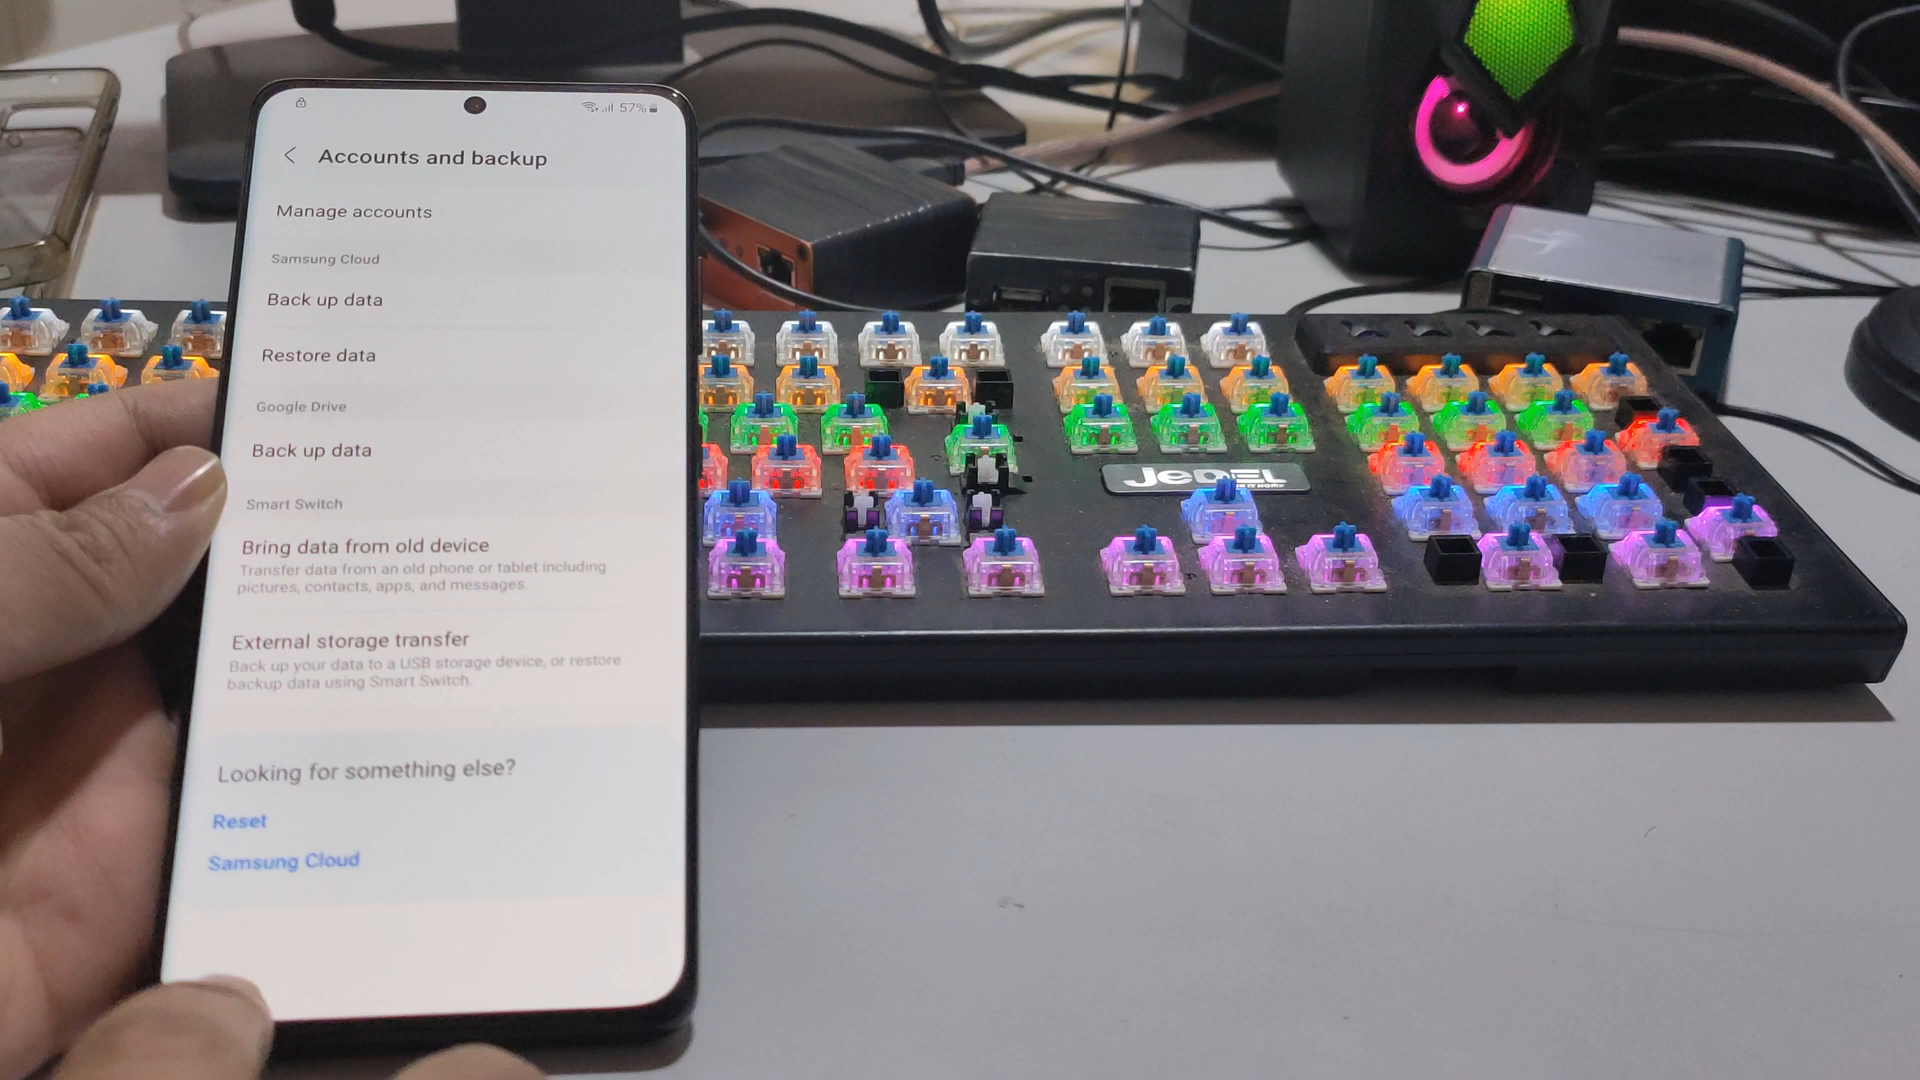 57%
Accounts and backup
Manage accounts
Samsung Cloud
Back up data
Restore data
Google Drive
Back up data
Smart Switch
Bring data from old device
Transfer data from an old phone or tablet including
pictures, contacts, apps, and messages.
External storage transfer
Back up your data to a USB storage device, or restore
backup data using Smart Switch.
Looking for something else?
Reset
Samsung Cloud
JEDEL